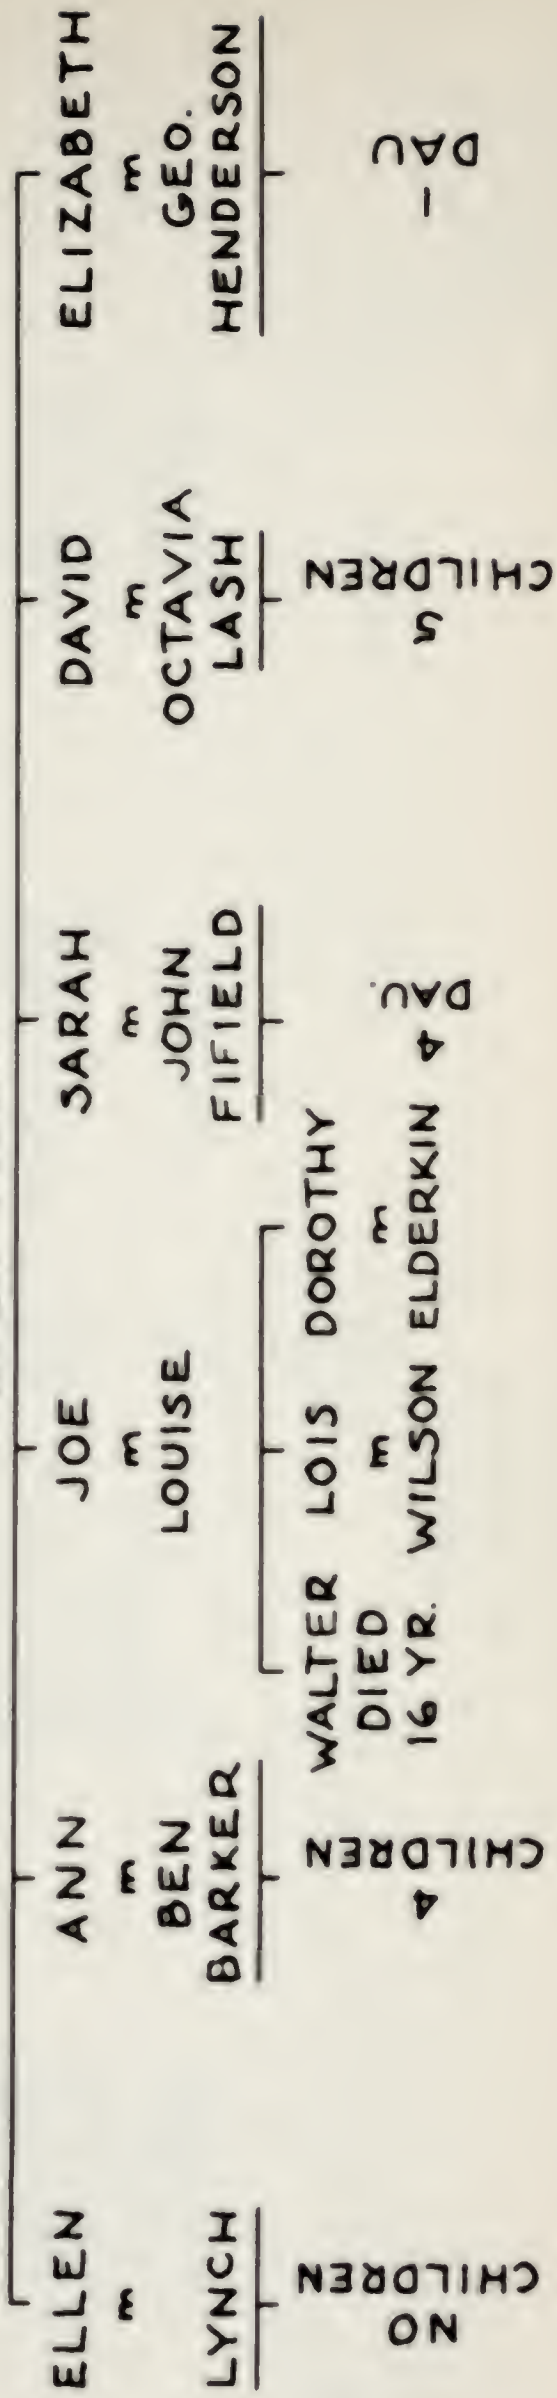 ELLEN
m
LYNCH
NO
CHILDREN
ANN
m
BEN
BARKER
4
CHILDREN
JOE
m
LOUISE
WALTER
DIED
16 YR.
LOIS
m
WILSON
DOROTHY
m
ELDERKIN
SARAH
m
JOHN
FIFIELD
4
DAU.
DAVID
m
OCTAVIA
LASH
5
CHILDREN
ELIZABETH
m
GEO.
HENDERSON
1
DAU